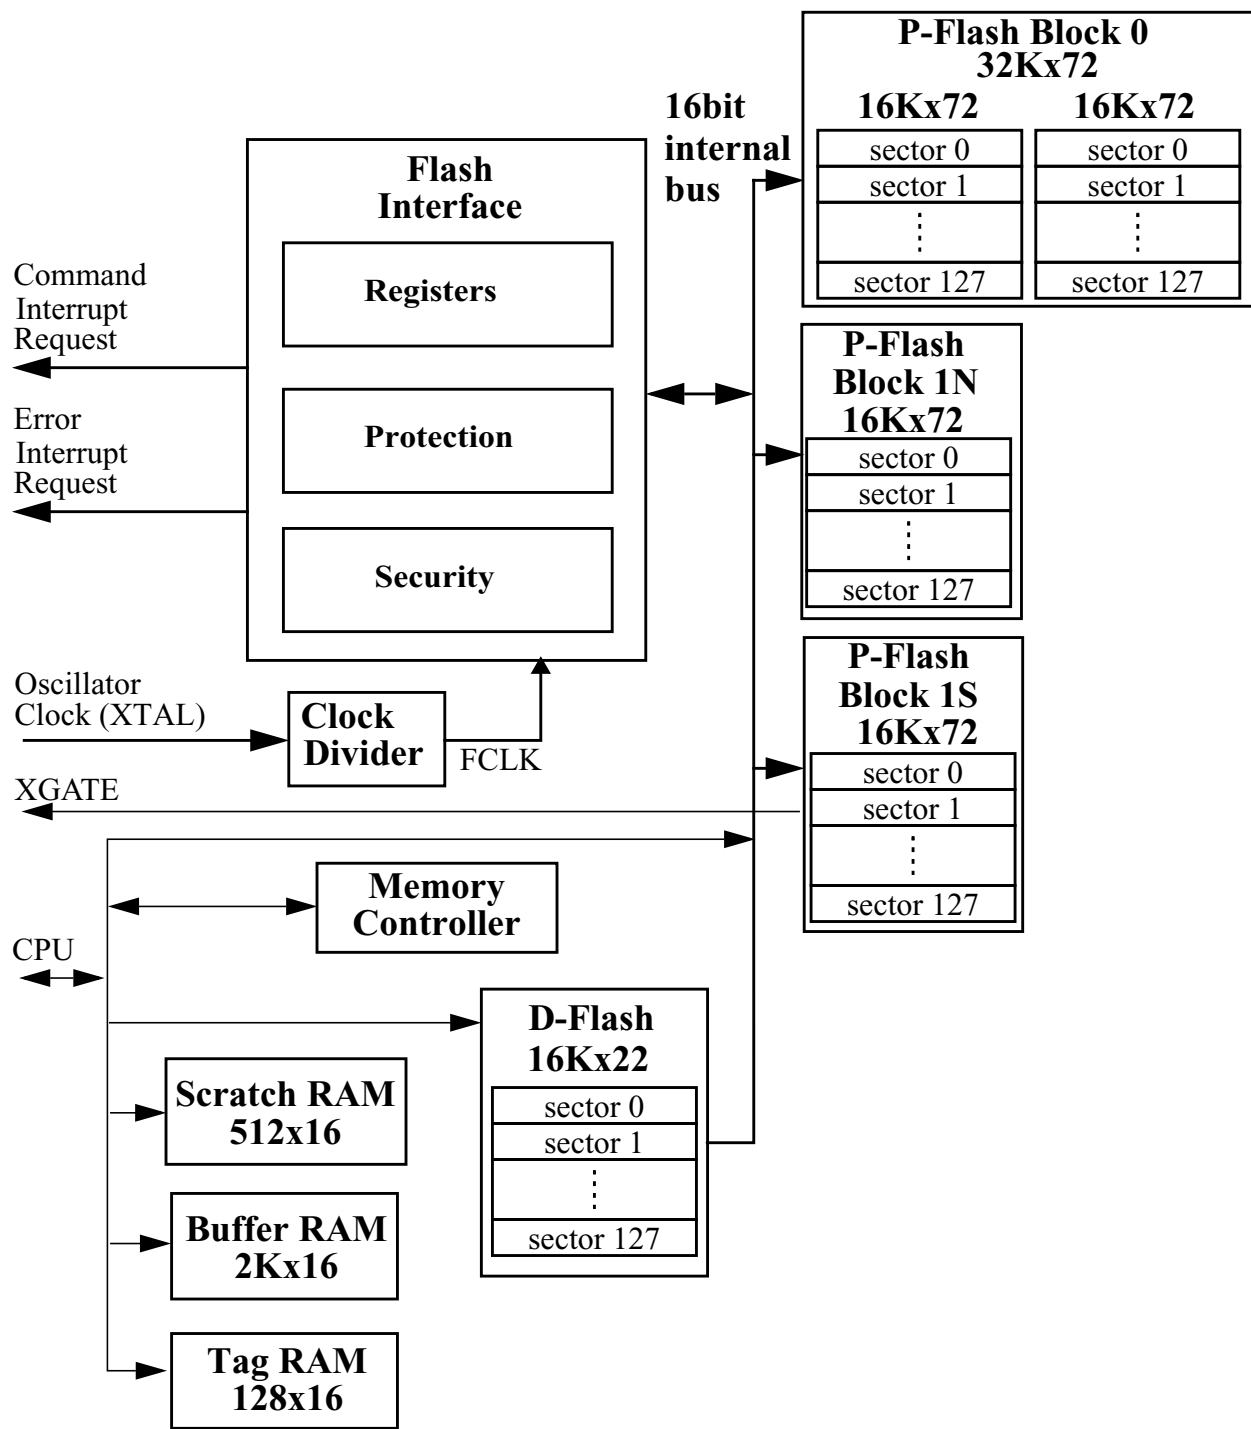 P-Flash Block 0
32Kx72
16Kx72
16Kx72
sector 0
sector 1
sector 127
sector 0
sector 1
sector 127
16bit
internal
bus
Flash
Interface
Registers
Protection
Security
Command
Interrupt
Request
Error
Interrupt
Request
P-Flash
Block 1N
16Kx72
sector 0
sector 1
sector 127
P-Flash
Block 1S
16Kx72
sector 0
sector 1
sector 127
Oscillator
Clock (XTAL)
Clock
Divider
FCLK
XGATE
Memory
Controller
CPU
D-Flash
16Kx22
sector 0
sector 1
sector 127
Scratch RAM
512x16
Buffer RAM
2Kx16
Tag RAM
128x16